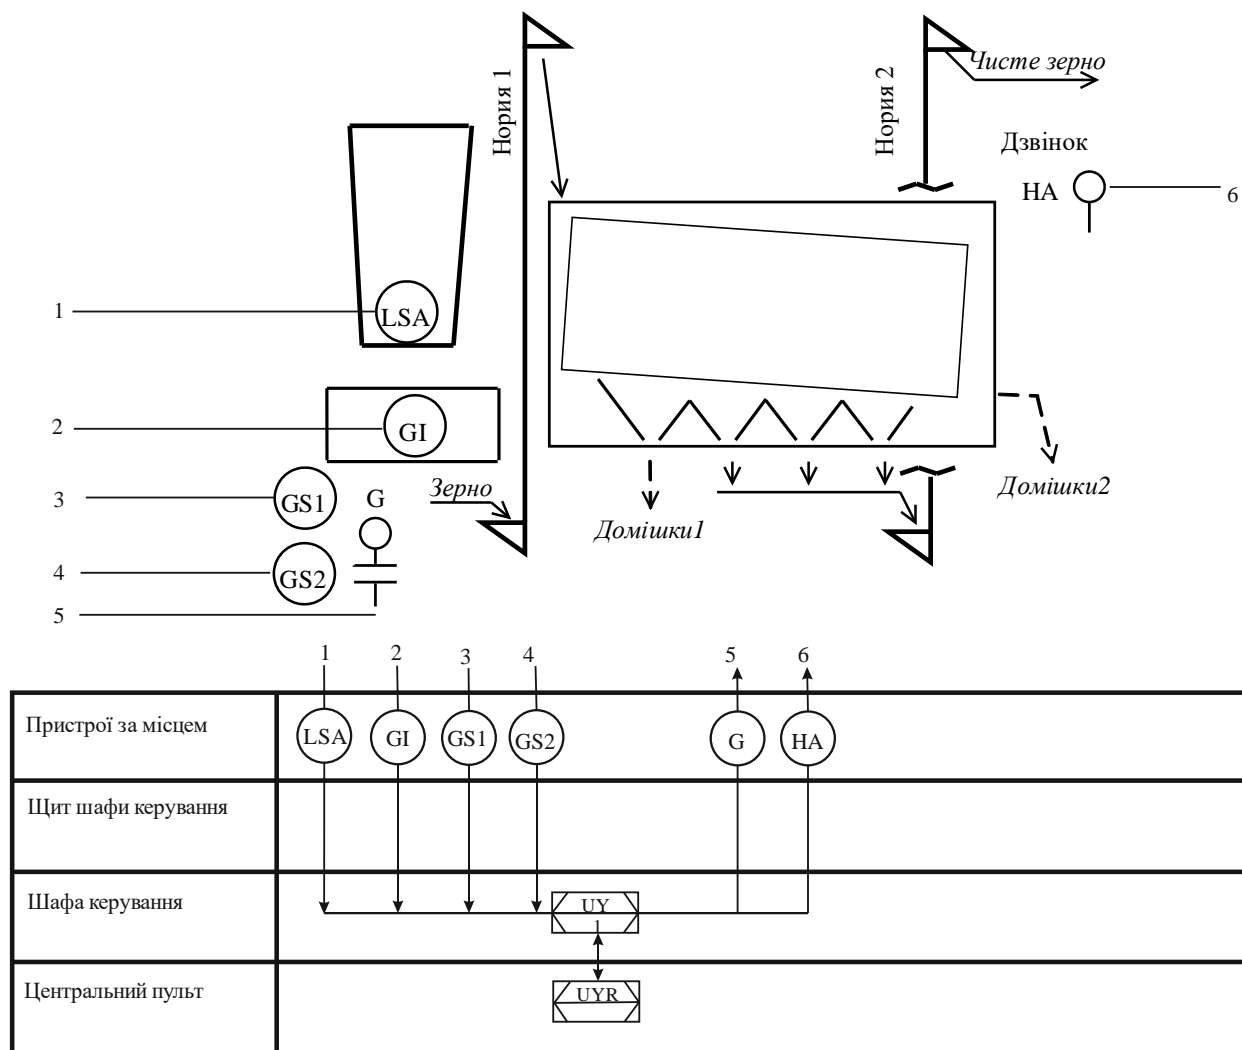 Нория 1
Нория 2
Чисте зерно
Дзвінок
HA
6
1
LSA
2
GI
3
GS1
G
Зерно
Домішки1
Домішки2
4
GS2
5
1
2
3
4
5
6
Пристрої за місцем
LSA
GI
GS1
GS2
G
HA
Щит шафи керування
Шафа керування
UY
1
Центральний пульт
UYR